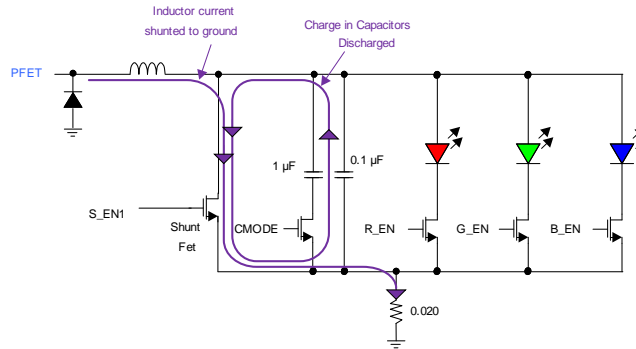 Inductor current
shunted to ground
Charge in Capacitors
Discharged
PFET
1 µF
0.1 µF
S_EN1
Shunt
Fet
CMODE
R_EN
G_EN
B_EN
0.020